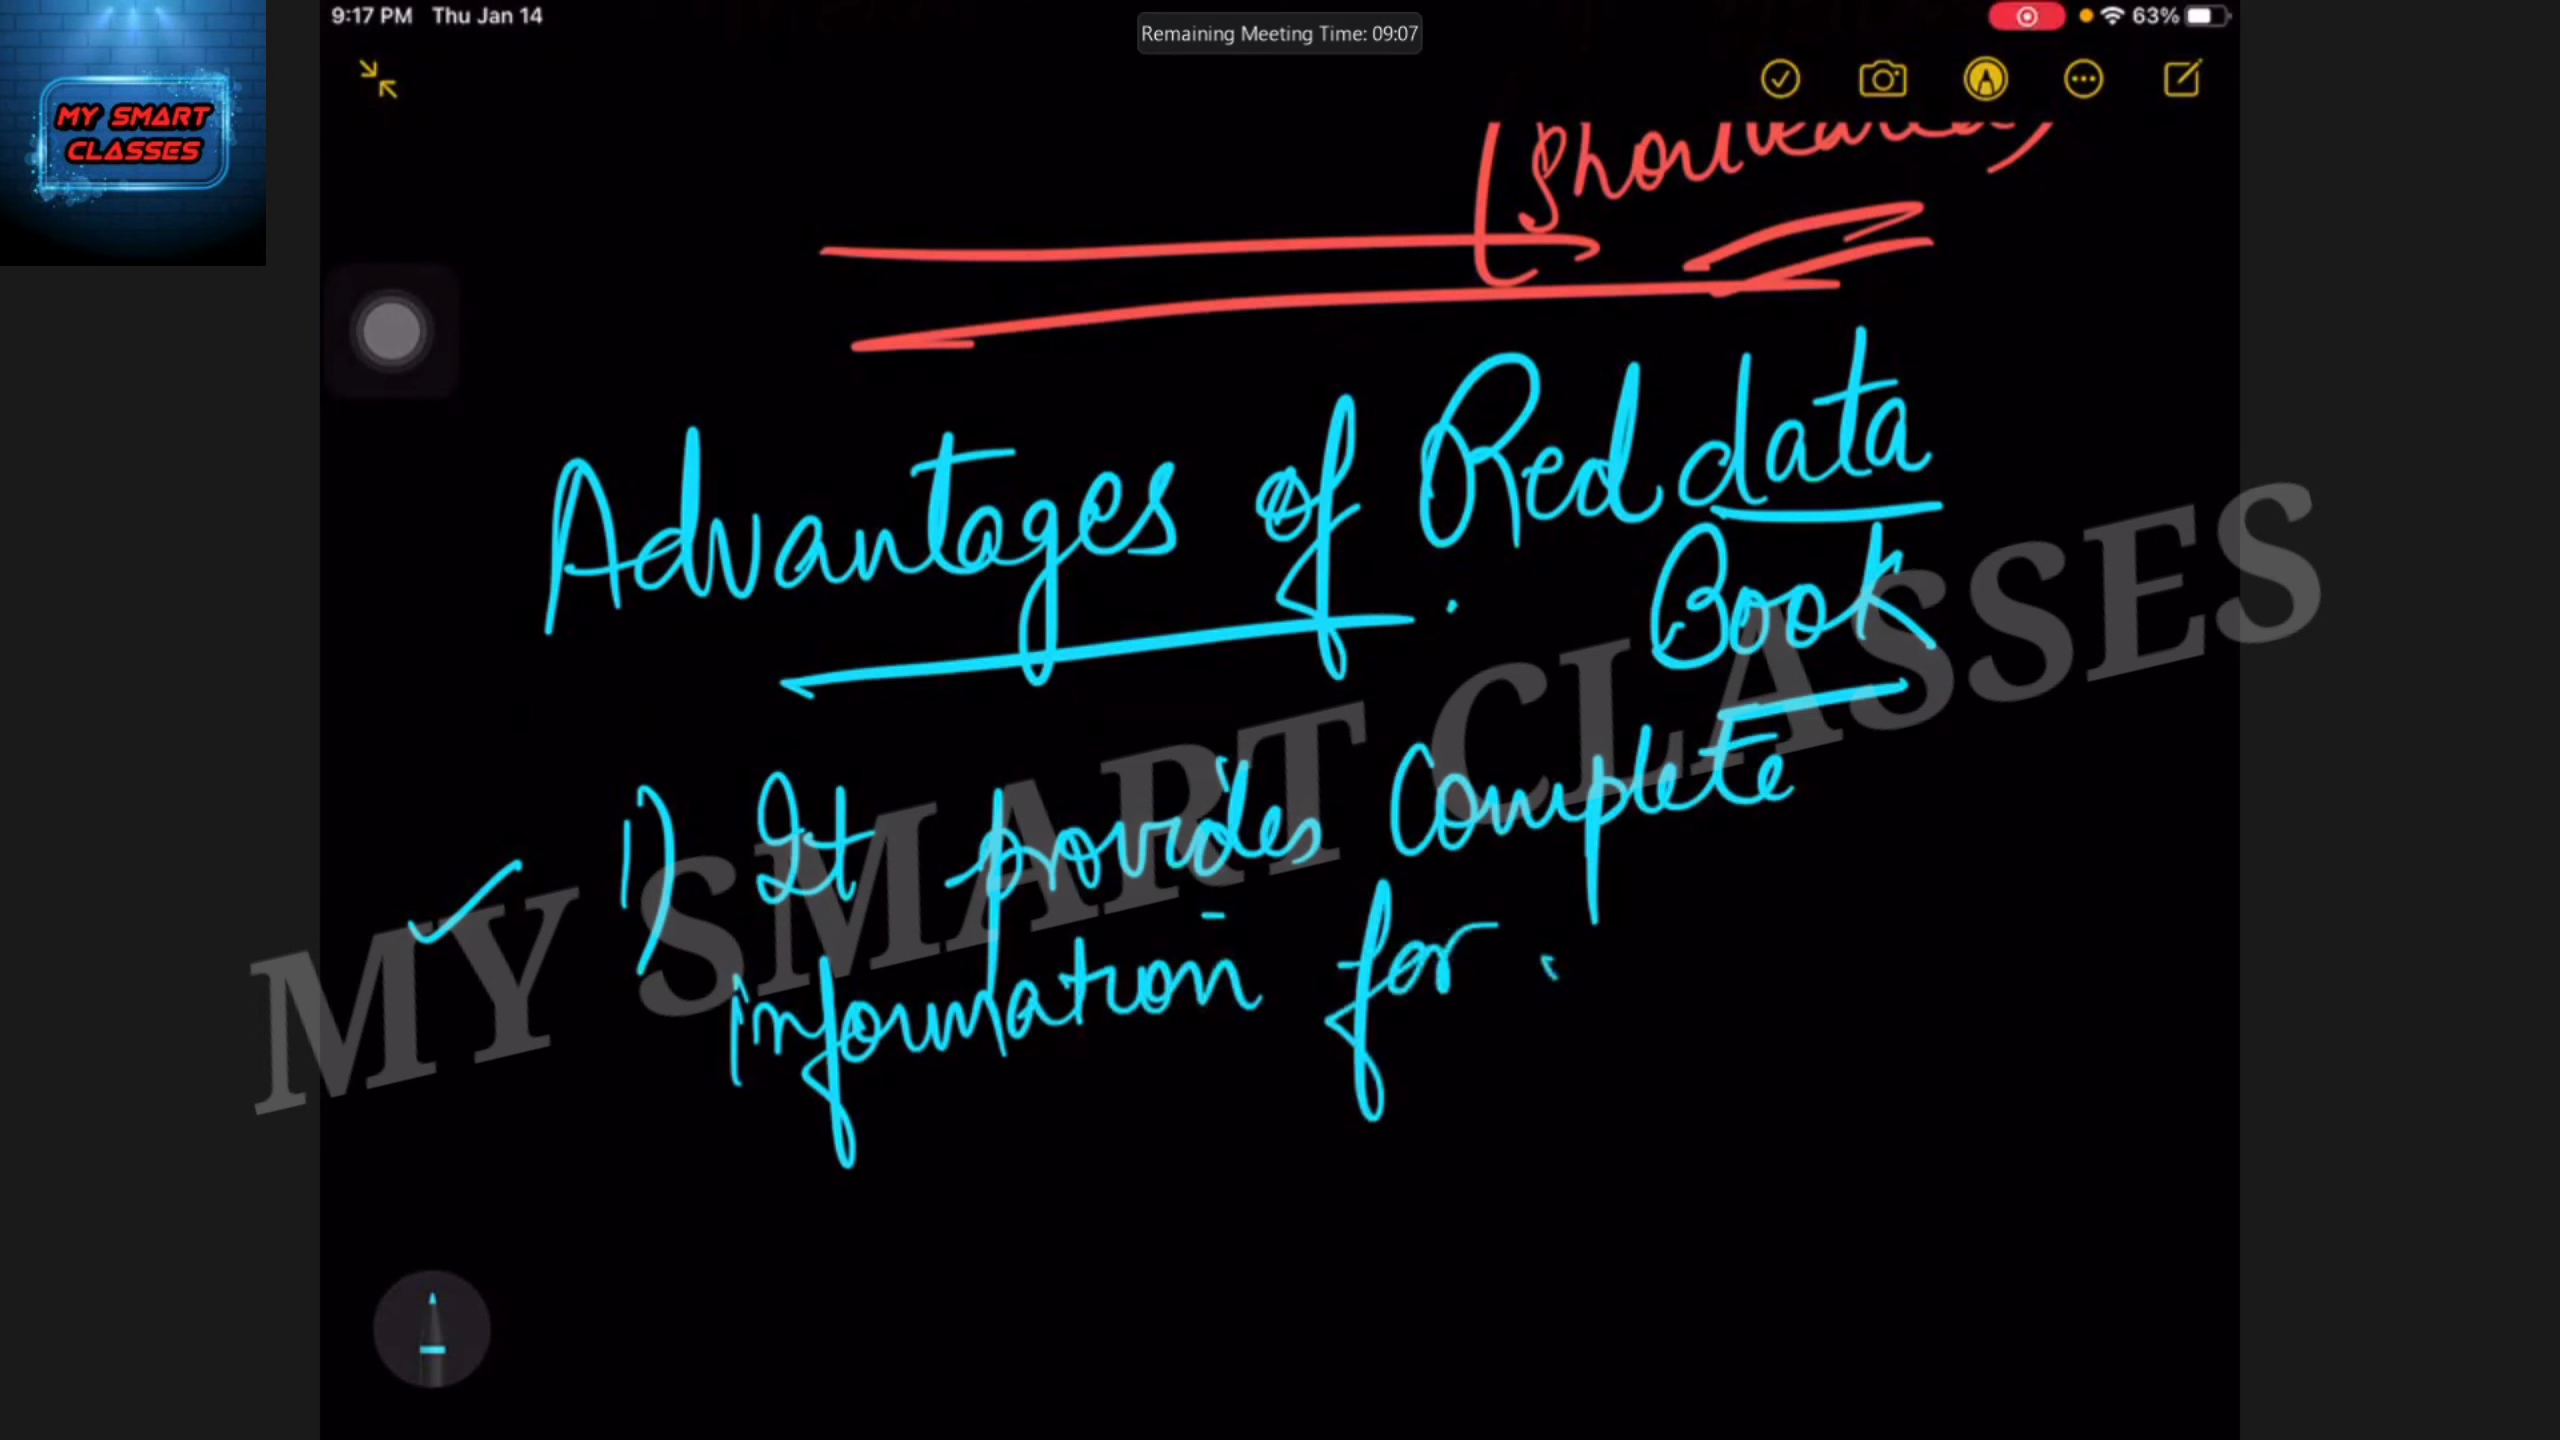 9:17 PM Thu Jan 14
Remaining Meeting Time: 09:07
63%
MY SMART
CLASSES
Advantages of Red data
Book
1) It provides Complete
information for
MY SMART CLASSES